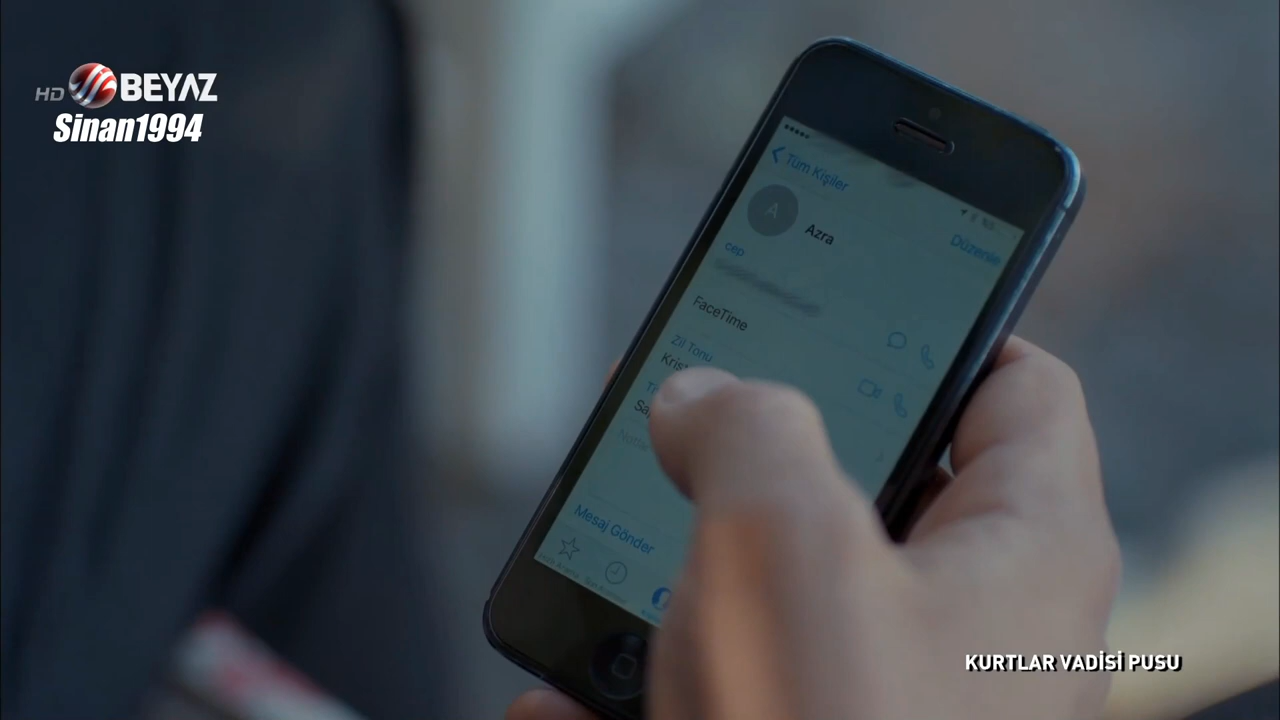 HD BEYAZ
Sinan1994
Tüm Kişiler
Düzenle
A
Azra
cep
FaceTime
Zil Tonu
Mesaj Gönder
KURTLAR VADİSİ PUSU